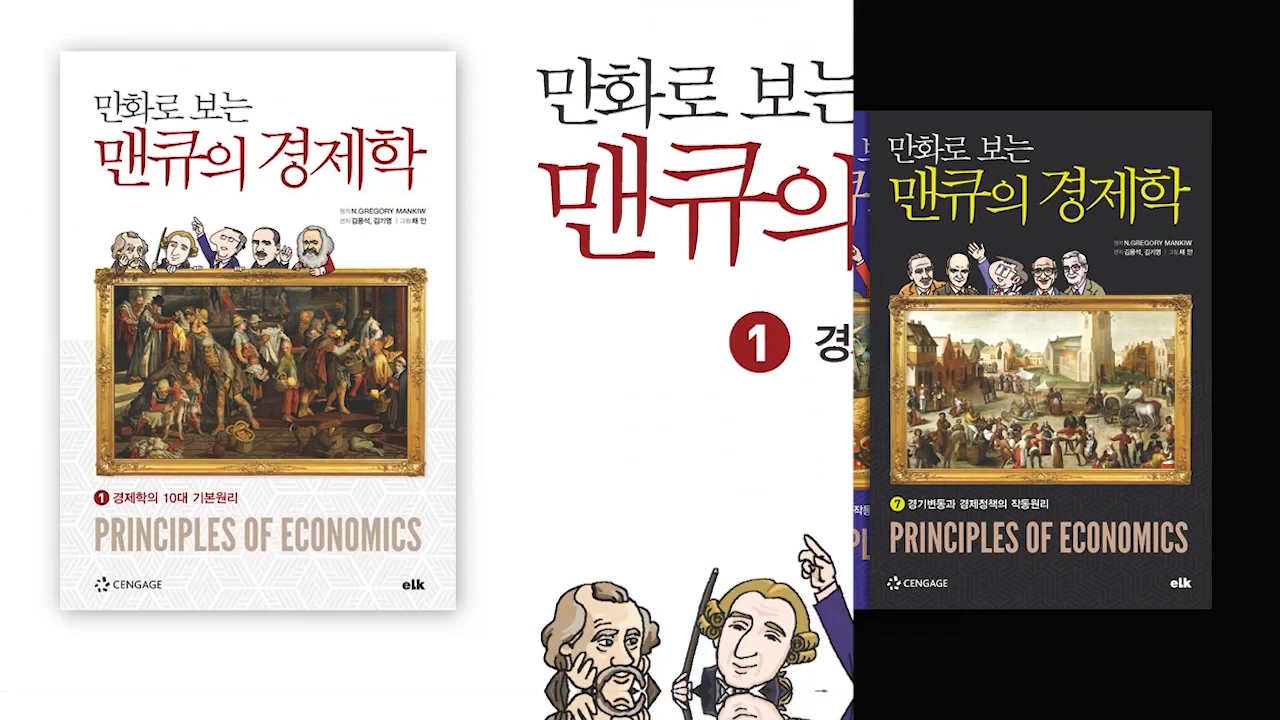 만화로 보는
맨큐의 경제학
원저 N.GREGORY MANKIW
편저 김용석, 김기영 | 그림 채 안
1 경제학의 10대 기본원리
PRINCIPLES OF ECONOMICS
CENGAGE
elk
만화로 보는
맨큐의
1 경
만화로 보는
맨큐의 경제학
원저 N.GREGORY MANKIW
편저 김용석, 김기영 | 그림 채 안
7 경기변동과 경제정책의 작동원리
PRINCIPLES OF ECONOMICS
CENGAGE
elk